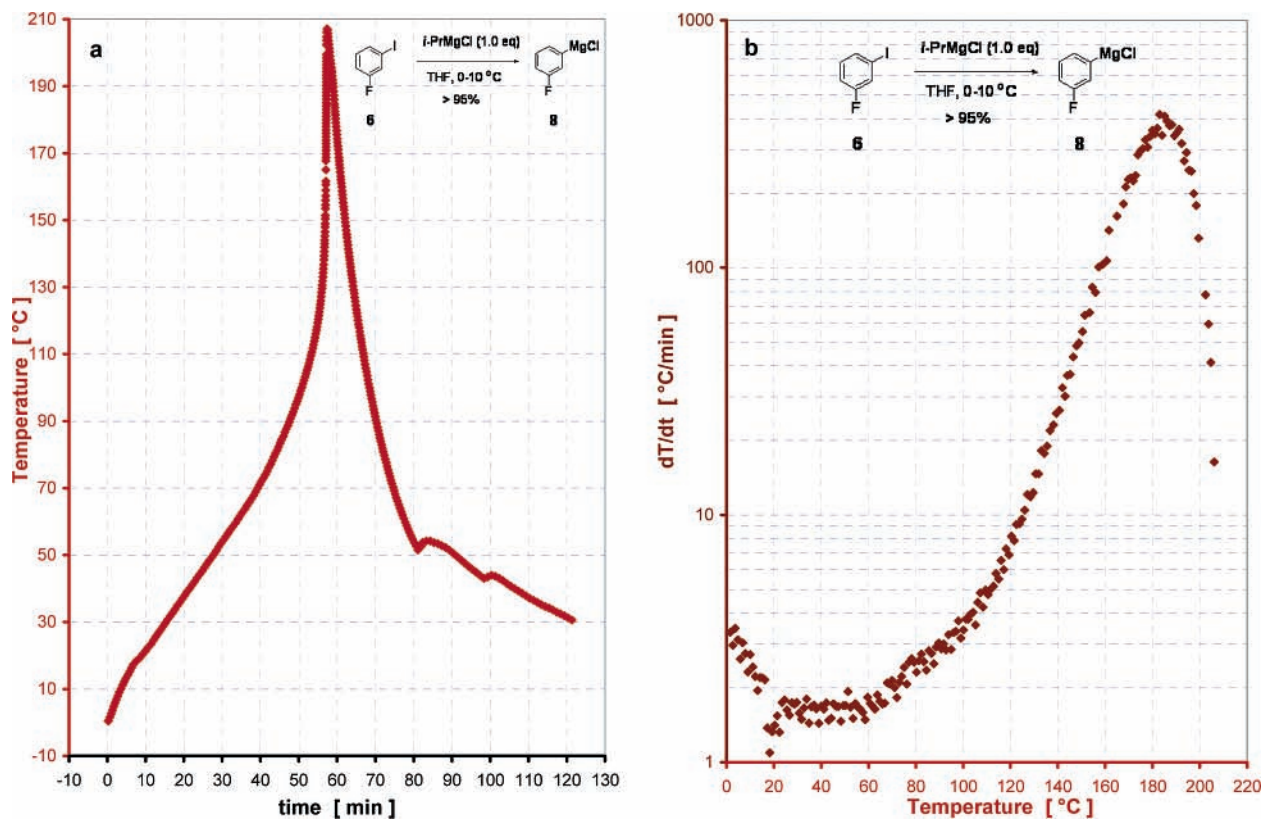 a
I
F
6
i-PrMgCl (1.0 eq)
THF, 0-10 °C
> 95%
MgCl
F
8
210
190
170
150
130
110
90
70
50
30
10
-10
Temperature [ °C ]
-10 0 10 20 30 40 50 60 70 80 90 100 110 120 130
time [ min ]
b
I
F
6
i-PrMgCl (1.0 eq)
THF, 0-10 °C
> 95%
MgCl
F
8
1000
100
10
1
dT/dt [ °C/min ]
0 20 40 60 80 100 120 140 160 180 200 220
Temperature [ °C ]